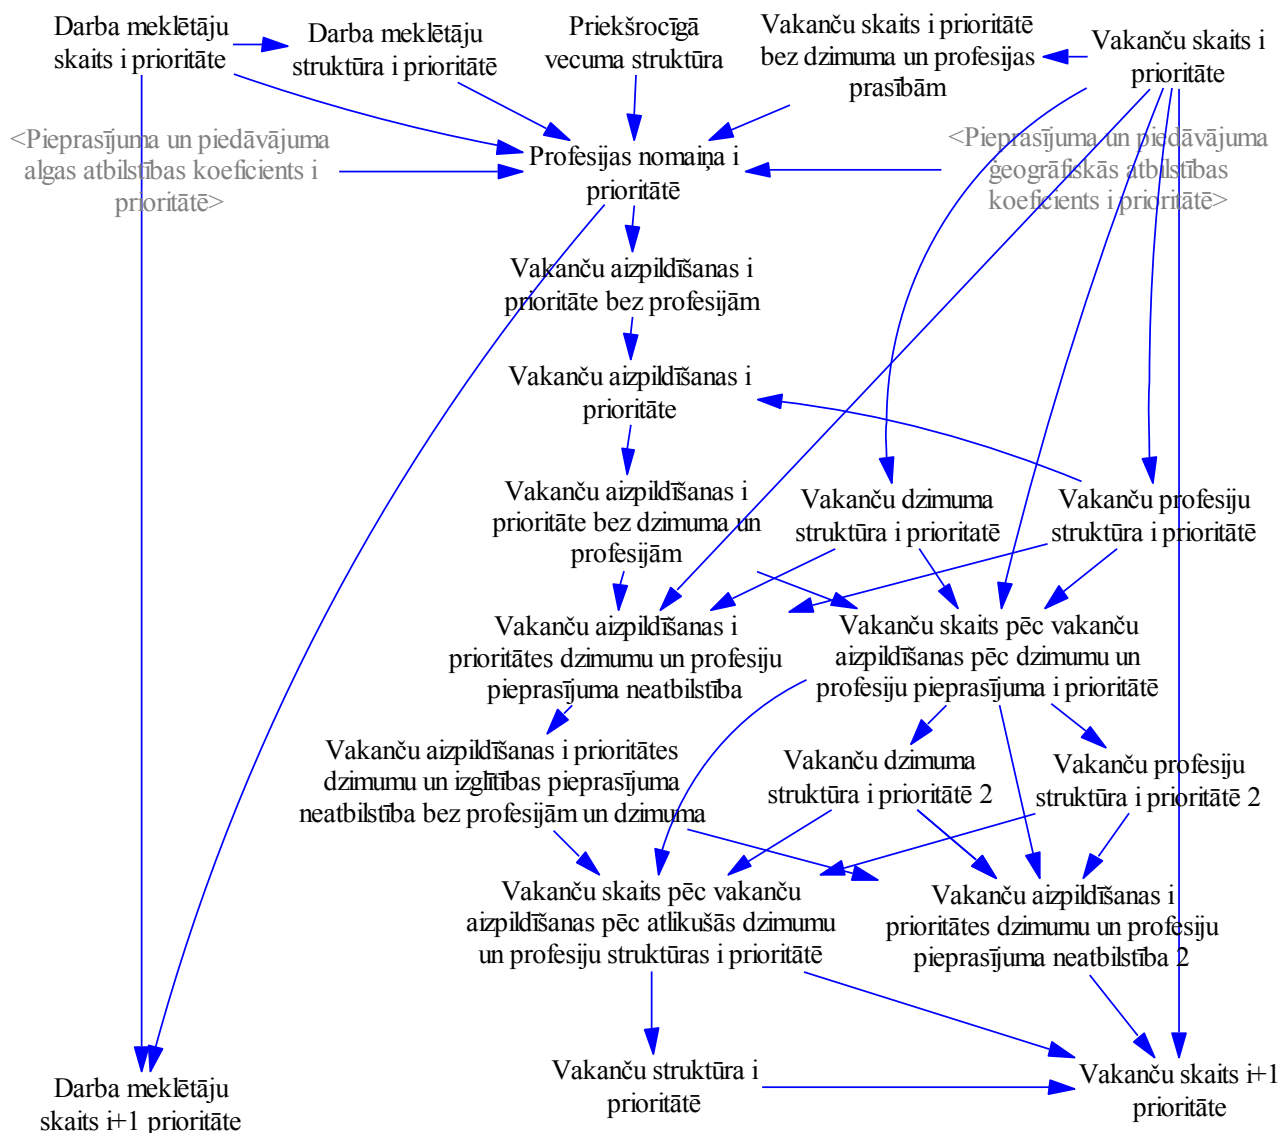 Darba meklētāju
skaits i prioritāte
Darba meklētāju
struktūra i prioritātē
Priekšrocīgā
vecuma struktūra
Vakanču skaits i prioritātē
bez dzimuma un profesijas
prasībām
Vakanču skaits i
prioritāte
<Pieprasījuma un piedāvājuma
algas atbilstības koeficients i
prioritātē>
Profesijas nomaiņa i
prioritātē
<Pieprasījuma un piedāvājuma
ģeogrāfiskās atbilstības
koeficients i prioritātē>
Vakanču aizpildīšanas i
prioritāte bez profesijām
Vakanču aizpildīšanas i
prioritāte
Vakanču aizpildīšanas i
prioritāte bez dzimuma un
profesijām
Vakanču dzimuma
struktūra i prioritatē
Vakanču profesiju
struktūra i prioritātē
Vakanču aizpildīšanas i
prioritātes dzimumu un profesiju
pieprasījuma neatbilstība
Vakanču skaits pēc vakanču
aizpildīšanas pēc dzimumu un
profesiju pieprasījuma i prioritātē
Vakanču aizpildīšanas i prioritātes
dzimumu un izglītības pieprasījuma
neatbilstība bez profesijām un dzimuma
Vakanču dzimuma
struktūra i prioritātē 2
Vakanču profesiju
struktūra i prioritātē 2
Vakanču skaits pēc vakanču
aizpildīšanas pēc atlikušās dzimumu
un profesiju struktūras i prioritātē
Vakanču aizpildīšanas i
prioritātes dzimumu un profesiju
pieprasījuma neatbilstība 2
Darba meklētāju
skaits i+1 prioritāte
Vakanču struktūra i
prioritātē
Vakanču skaits i+1
prioritāte